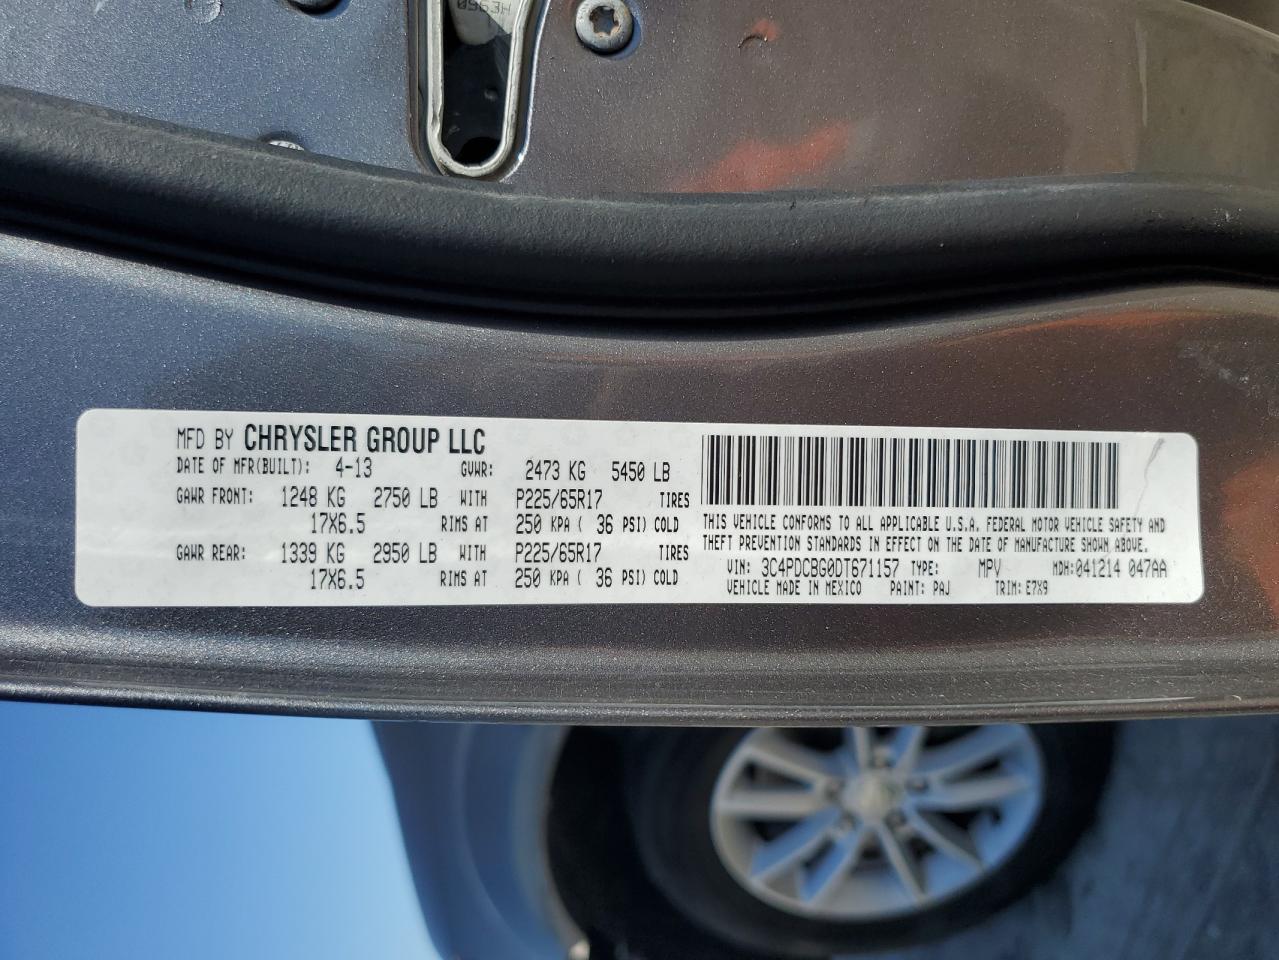 0963H
MFD BY CHRYSLER GROUP LLC
DATE OF MFR(BUILT): 4-13 GVWR: 2473 KG 5450 LB
GAWR FRONT: 1248 KG 2750 LB WITH P225/65R17 TIRES
17X6.5 RIMS AT 250 KPA ( 36 PSI) COLD
GAWR REAR: 1339 KG 2950 LB WITH P225/65R17 TIRES
17X6.5 RIMS AT 250 KPA ( 36 PSI) COLD
THIS VEHICLE CONFORMS TO ALL APPLICABLE U.S.A. FEDERAL MOTOR VEHICLE SAFETY AND
THEFT PREVENTION STANDARDS IN EFFECT ON THE DATE OF MANUFACTURE SHOWN ABOVE.
VIN: 3C4PDCBG0DT671157 TYPE: MPV MDH:041214 047AA
VEHICLE MADE IN MEXICO PAINT: PAJ TRIM: E7X9